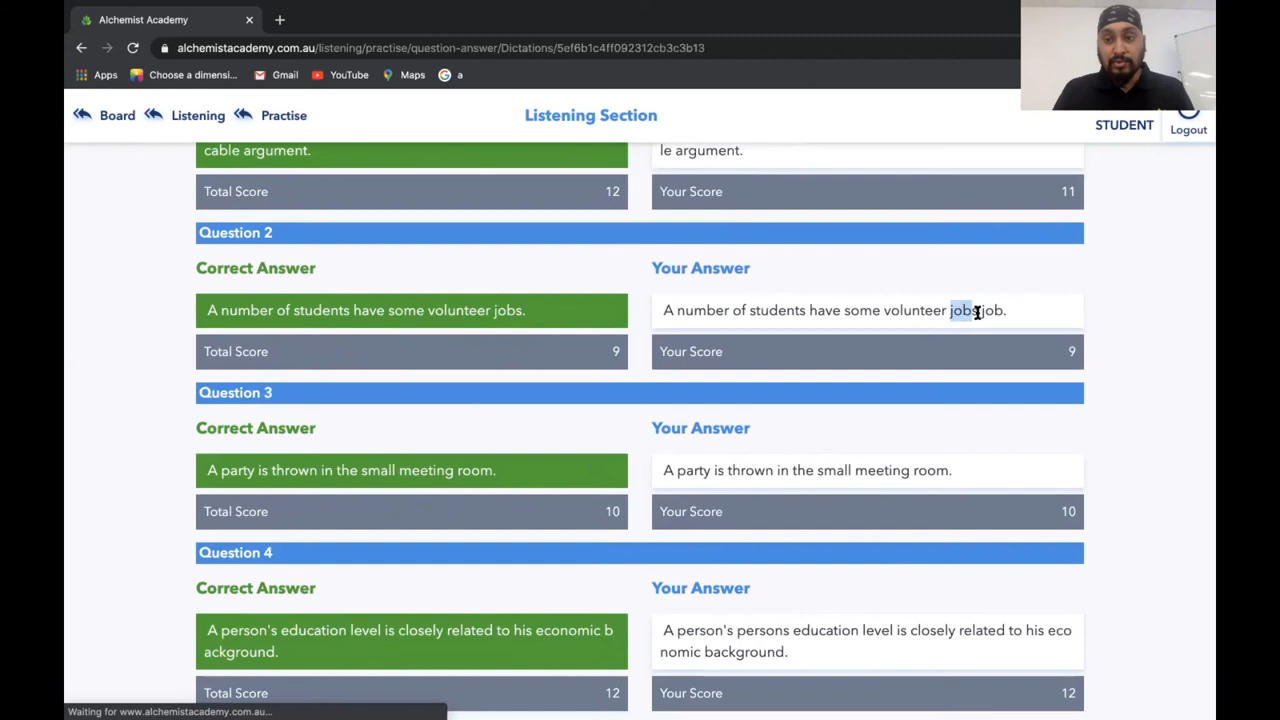 Alchemist Academy
alchemistacademy.com.au/listening/practise/question-answer/Dictations/5ef6b1c4ff092312cb3c3b13
Apps Choose a dimensi... Gmail YouTube Maps a
Board Listening Practise Listening Section STUDENT Logout
cable argument. le argument.
Total Score 12 Your Score 11
Question 2
Correct Answer Your Answer
A number of students have some volunteer jobs. A number of students have some volunteer jobs job.
Total Score 9 Your Score 9
Question 3
Correct Answer Your Answer
A party is thrown in the small meeting room. A party is thrown in the small meeting room.
Total Score 10 Your Score 10
Question 4
Correct Answer Your Answer
A person's education level is closely related to his economic b A person's persons education level is closely related to his eco
ackground. nomic background.
Total Score 12 Your Score 12
Waiting for www.alchemistacademy.com.au...